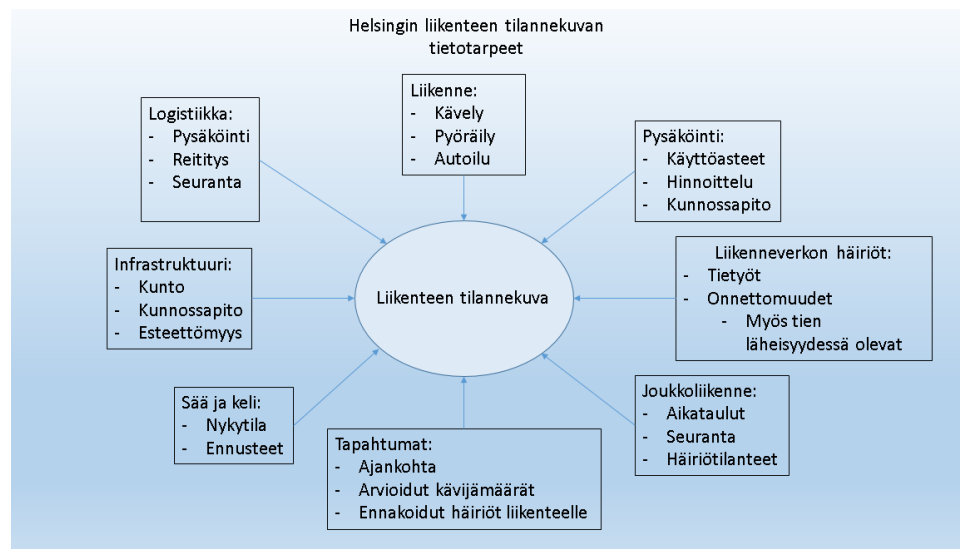 Helsingin liikenteen tilannekuvan
tietotarpeet
Liikenne:
- Kävely
- Pyöräily
- Autoilu
Logistiikka:
- Pysäköinti
- Reititys
- Seuranta
Pysäköinti:
- Käyttöasteet
- Hinnoittelu
- Kunnossapito
Infrastruktuuri:
- Kunto
- Kunnossapito
- Esteettömyys
Liikenteen tilannekuva
Liikenneverkon häiriöt:
- Tietyöt
- Onnettomuudet
- Myös tien
läheisyydessä olevat
Sää ja keli:
- Nykytila
- Ennusteet
Tapahtumat:
- Ajankohta
- Arvioidut kävijämäärät
- Ennakoidut häiriöt liikenteelle
Joukkoliikenne:
- Aikataulut
- Seuranta
- Häiriötilanteet